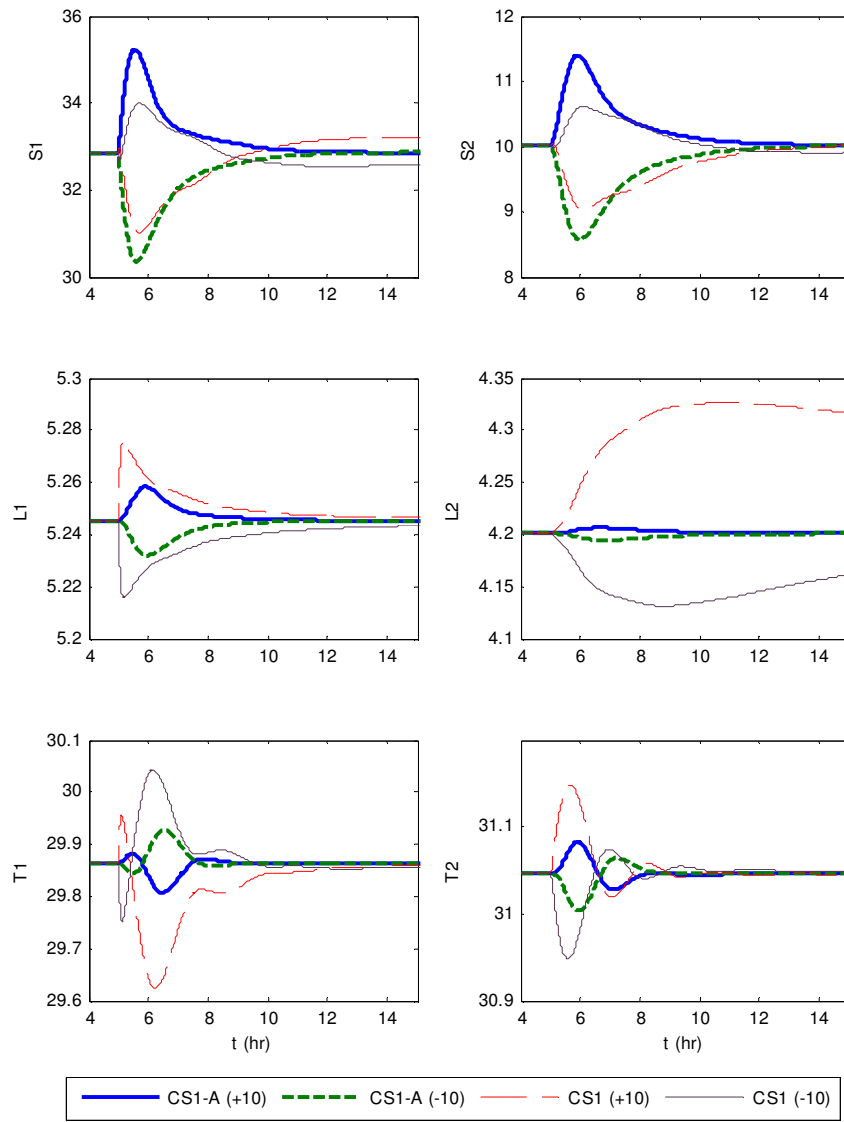 36
34
32
30
S1
4 6 8 10 12 14
12
11
10
9
8
S2
4 6 8 10 12 14
5.3
5.28
5.26
5.24
5.22
5.2
L1
4 6 8 10 12 14
4.35
4.3
4.25
4.2
4.15
4.1
L2
4 6 8 10 12 14
30.1
30
29.9
29.8
29.7
29.6
T1
4 6 8 10 12 14
t (hr)
31.1
31
30.9
T2
4 6 8 10 12 14
t (hr)
CS1-A (+10) CS1-A (-10) CS1 (+10) CS1 (-10)